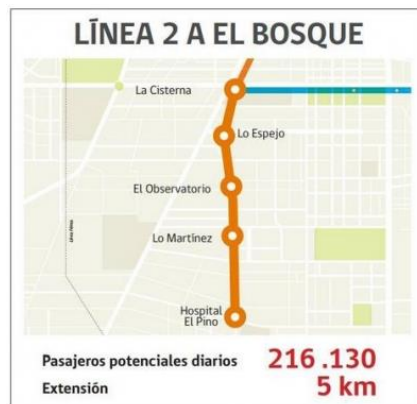 LÍNEA 2 A EL BOSQUE
La Cisterna
Lo Espejo
El Observatorio
Lo Martínez
Hospital
El Pino
Pasajeros potenciales diarios 216 .130
Extensión 5 km